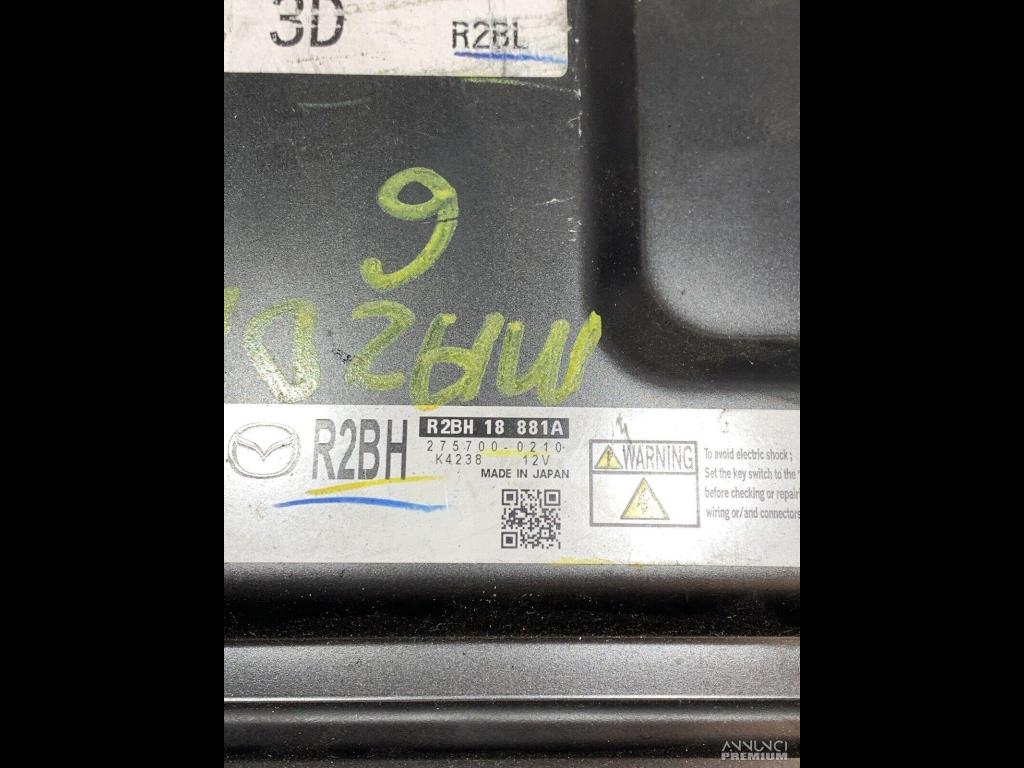 3D
R2BL
6
MAZDA
R2BH
R2BH 18 881A
275700-0210
K4238 12V
MADE IN JAPAN
WARNING
To avoid electric shock ;
Set the key switch to the
before checking or repair
wiring or/and connectors
ANNUNCI
PREMIUM